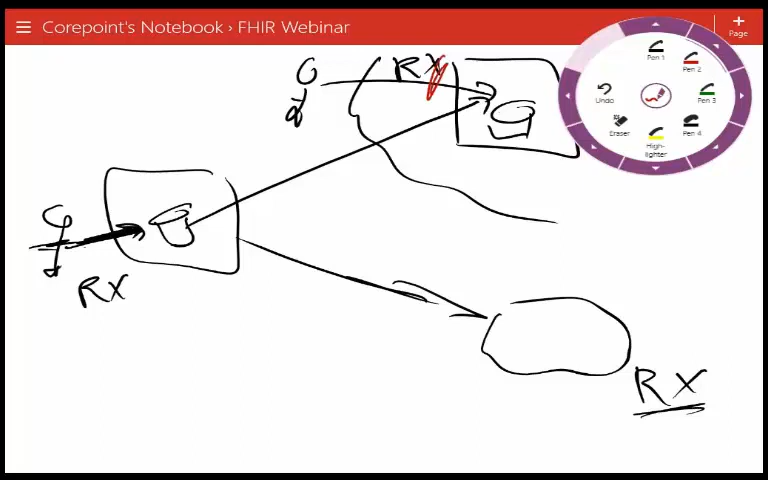 Corepoint's Notebook › FHIR Webinar
+
Page
Pen 1
Pen 2
Undo
Pen 3
Eraser
High-
lighter
Pen 4
RX
RX
RX